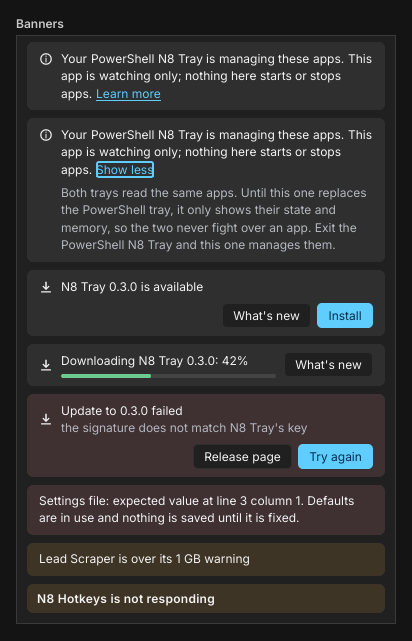 Banners
Your PowerShell N8 Tray is managing these apps. This
app is watching only; nothing here starts or stops
apps. Learn more
Your PowerShell N8 Tray is managing these apps. This
app is watching only; nothing here starts or stops
apps. Show less
Both trays read the same apps. Until this one replaces
the PowerShell tray, it only shows their state and
memory, so the two never fight over an app. Exit the
PowerShell N8 Tray and this one manages them.
N8 Tray 0.3.0 is available
What's new
Install
Downloading N8 Tray 0.3.0: 42%
What's new
Update to 0.3.0 failed
the signature does not match N8 Tray's key
Release page
Try again
Settings file: expected value at line 3 column 1. Defaults
are in use and nothing is saved until it is fixed.
Lead Scraper is over its 1 GB warning
N8 Hotkeys is not responding